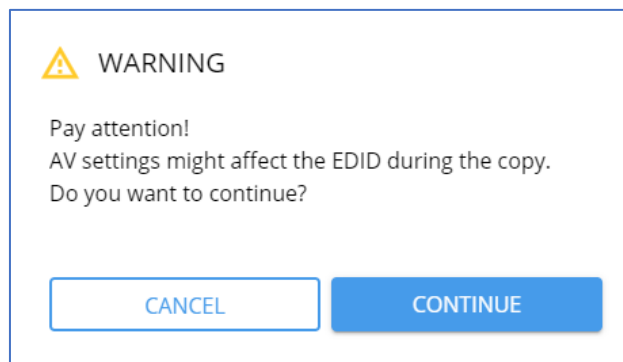 WARNING
Pay attention!
AV settings might affect the EDID during the copy.
Do you want to continue?
CANCEL
CONTINUE